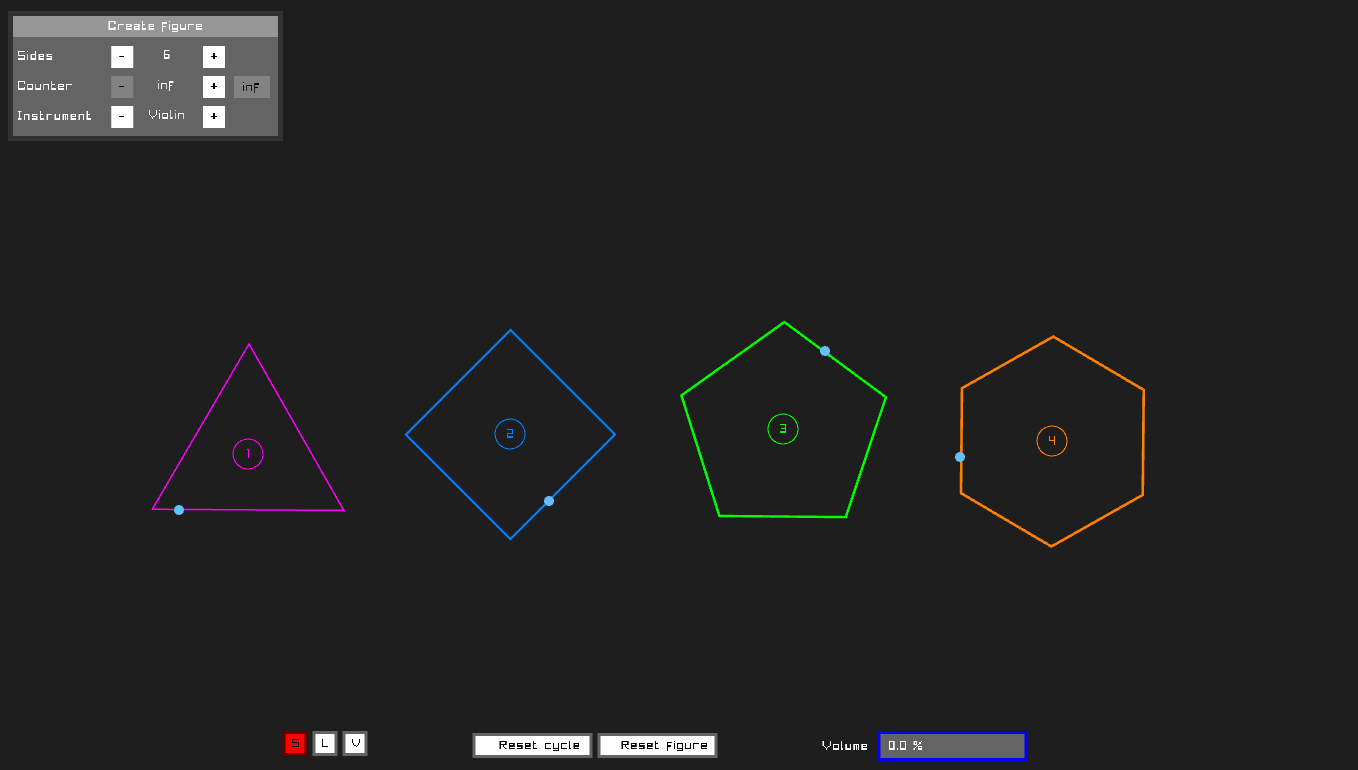 Create figure
Sides - 6 +
Counter - inf + inf
Instrument - Violin +
1 2 3 4
S L V Reset cycle Reset figure Volume 0.0 %